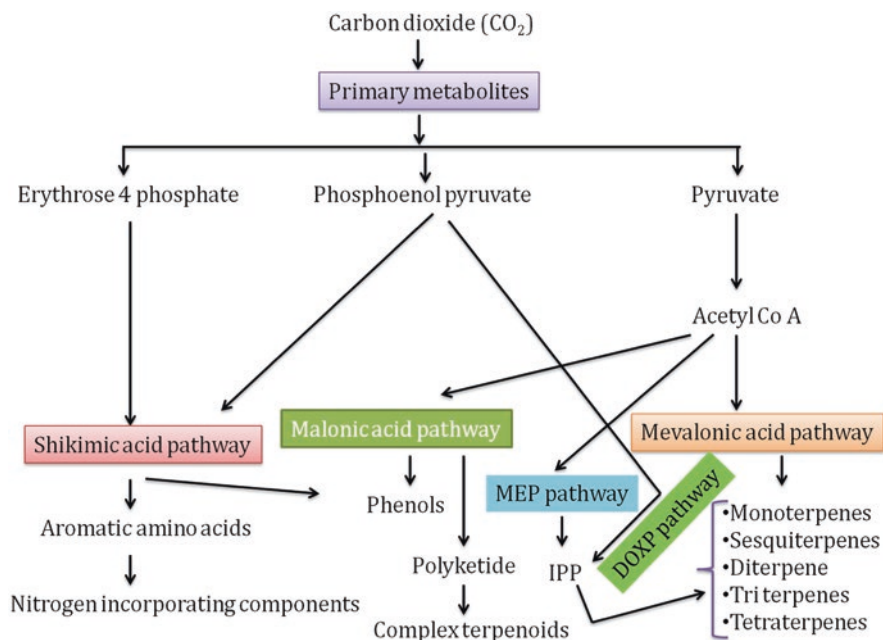 Carbon dioxide (CO₂)
Primary metabolites
Erythrose 4 phosphate
Phosphoenol pyruvate
Pyruvate
Acetyl Co A
Shikimic acid pathway
Malonic acid pathway
Mevalonic acid pathway
MEP pathway
DOXP pathway
Phenols
Aromatic amino acids
Polyketide
IPP
•Monoterpenes
•Sesquiterpenes
•Diterpene
•Tri terpenes
•Tetraterpenes
Nitrogen incorporating components
Complex terpenoids